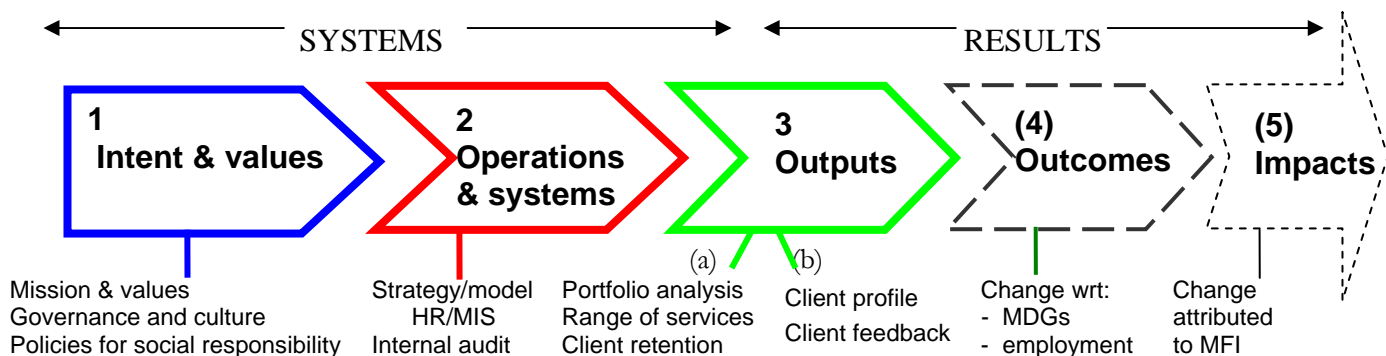 SYSTEMS
RESULTS
1
Intent & values
2
Operations
& systems
3
Outputs
(4)
Outcomes
(5)
Impacts
(a)
(b)
Mission & values
Governance and culture
Policies for social responsibility
Strategy/model
HR/MIS
Internal audit
Portfolio analysis
Range of services
Client retention
Client profile
Client feedback
Change wrt:
- MDGs
- employment
Change
attributed
to MFI